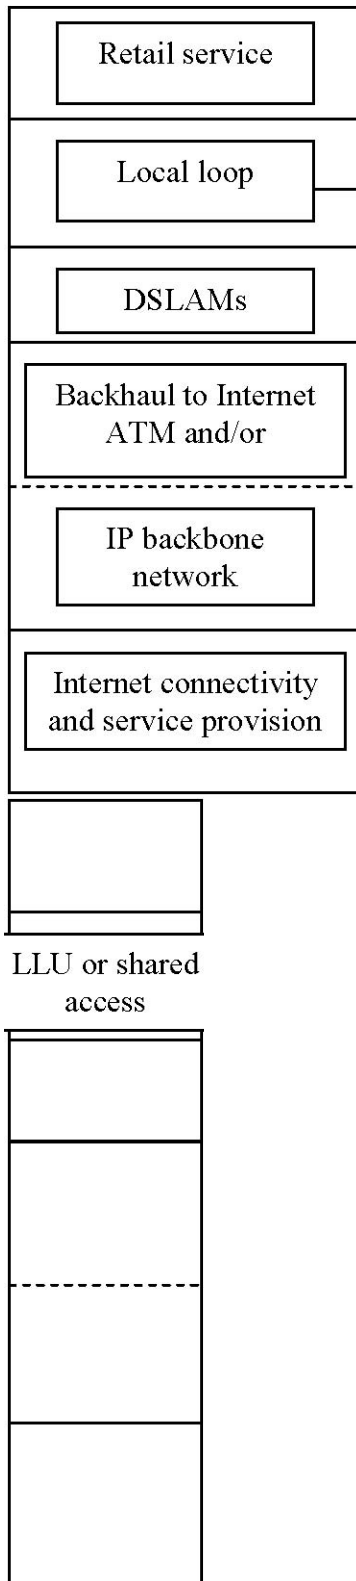 Retail service
Local loop
DSLAMs
Backhaul to Internet
ATM and/or
IP backbone
network
Internet connectivity
and service provision
LLU or shared
access